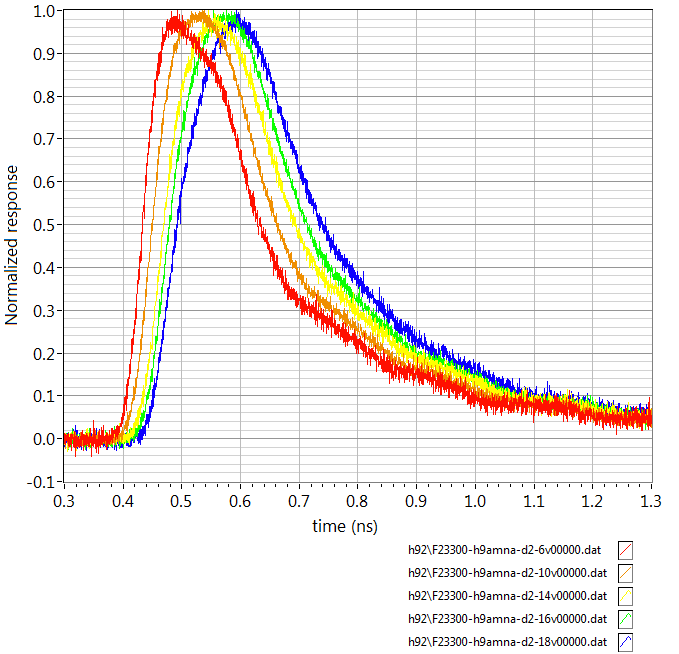 1.0
0.9
0.8
0.7
0.6
0.5
0.4
0.3
0.2
0.1
0.0
-0.1
Normalized response
0.3 0.4 0.5 0.6 0.7 0.8 0.9 1.0 1.1 1.2 1.3
time (ns)
h92\F23300-h9amna-d2-6v00000.dat
h92\F23300-h9amna-d2-10v00000.dat
h92\F23300-h9amna-d2-14v00000.dat
h92\F23300-h9amna-d2-16v00000.dat
h92\F23300-h9amna-d2-18v00000.dat